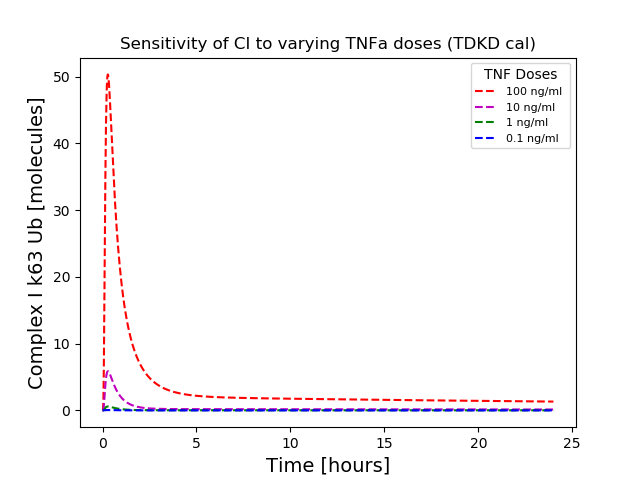 Sensitivity of CI to varying TNFa doses (TDKD cal)
TNF Doses
100 ng/ml
10 ng/ml
1 ng/ml
0.1 ng/ml
Complex I k63 Ub [molecules]
50
40
30
20
10
0
0 5 10 15 20 25
Time [hours]